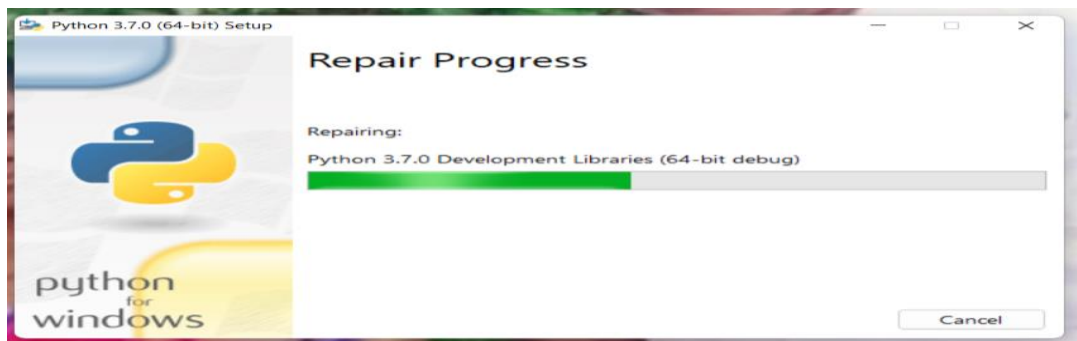 Python 3.7.0 (64-bit) Setup
Repair Progress
Repairing:
Python 3.7.0 Development Libraries (64-bit debug)
python
for
windows
Cancel